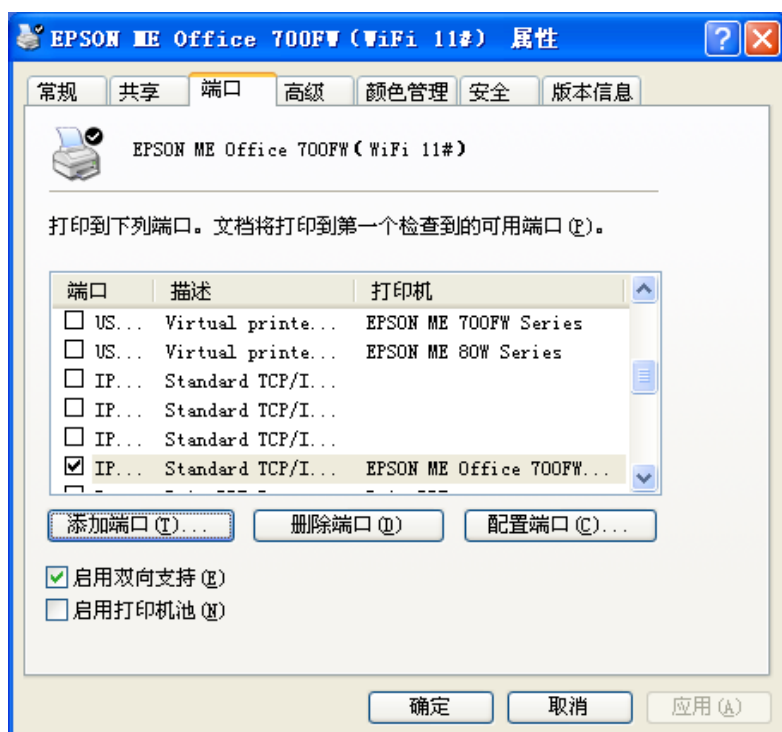 EPSON ME Office 700FW(WiFi 11#) 属性
常规 共享 端口 高级 颜色管理 安全 版本信息
EPSON ME Office 700FW(WiFi 11#)
打印到下列端口。文档将打印到第一个检查到的可用端口(P)。
端口 描述 打印机
US... Virtual printe... EPSON ME 700FW Series
US... Virtual printe... EPSON ME 80W Series
IP... Standard TCP/I...
IP... Standard TCP/I...
IP... Standard TCP/I...
IP... Standard TCP/I... EPSON ME Office 700FW...
添加端口(T)... 删除端口(D) 配置端口(C)...
启用双向支持(E)
启用打印机池(N)
确定 取消 应用(A)